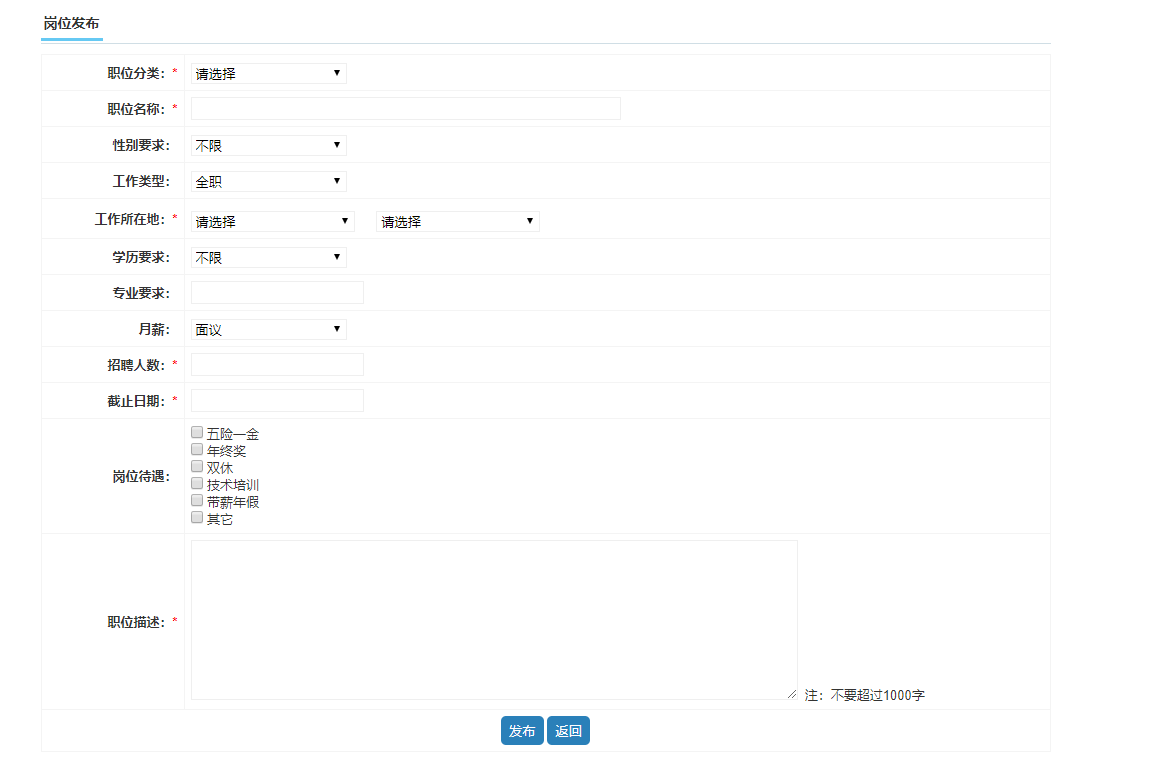 岗位发布
职位分类：* 请选择
职位名称：*
性别要求： 不限
工作类型： 全职
工作所在地：* 请选择 请选择
学历要求： 不限
专业要求：
月薪： 面议
招聘人数：*
截止日期：*
岗位待遇：
五险一金
年终奖
双休
技术培训
带薪年假
其它
职位描述：*
注：不要超过1000字
发布 返回